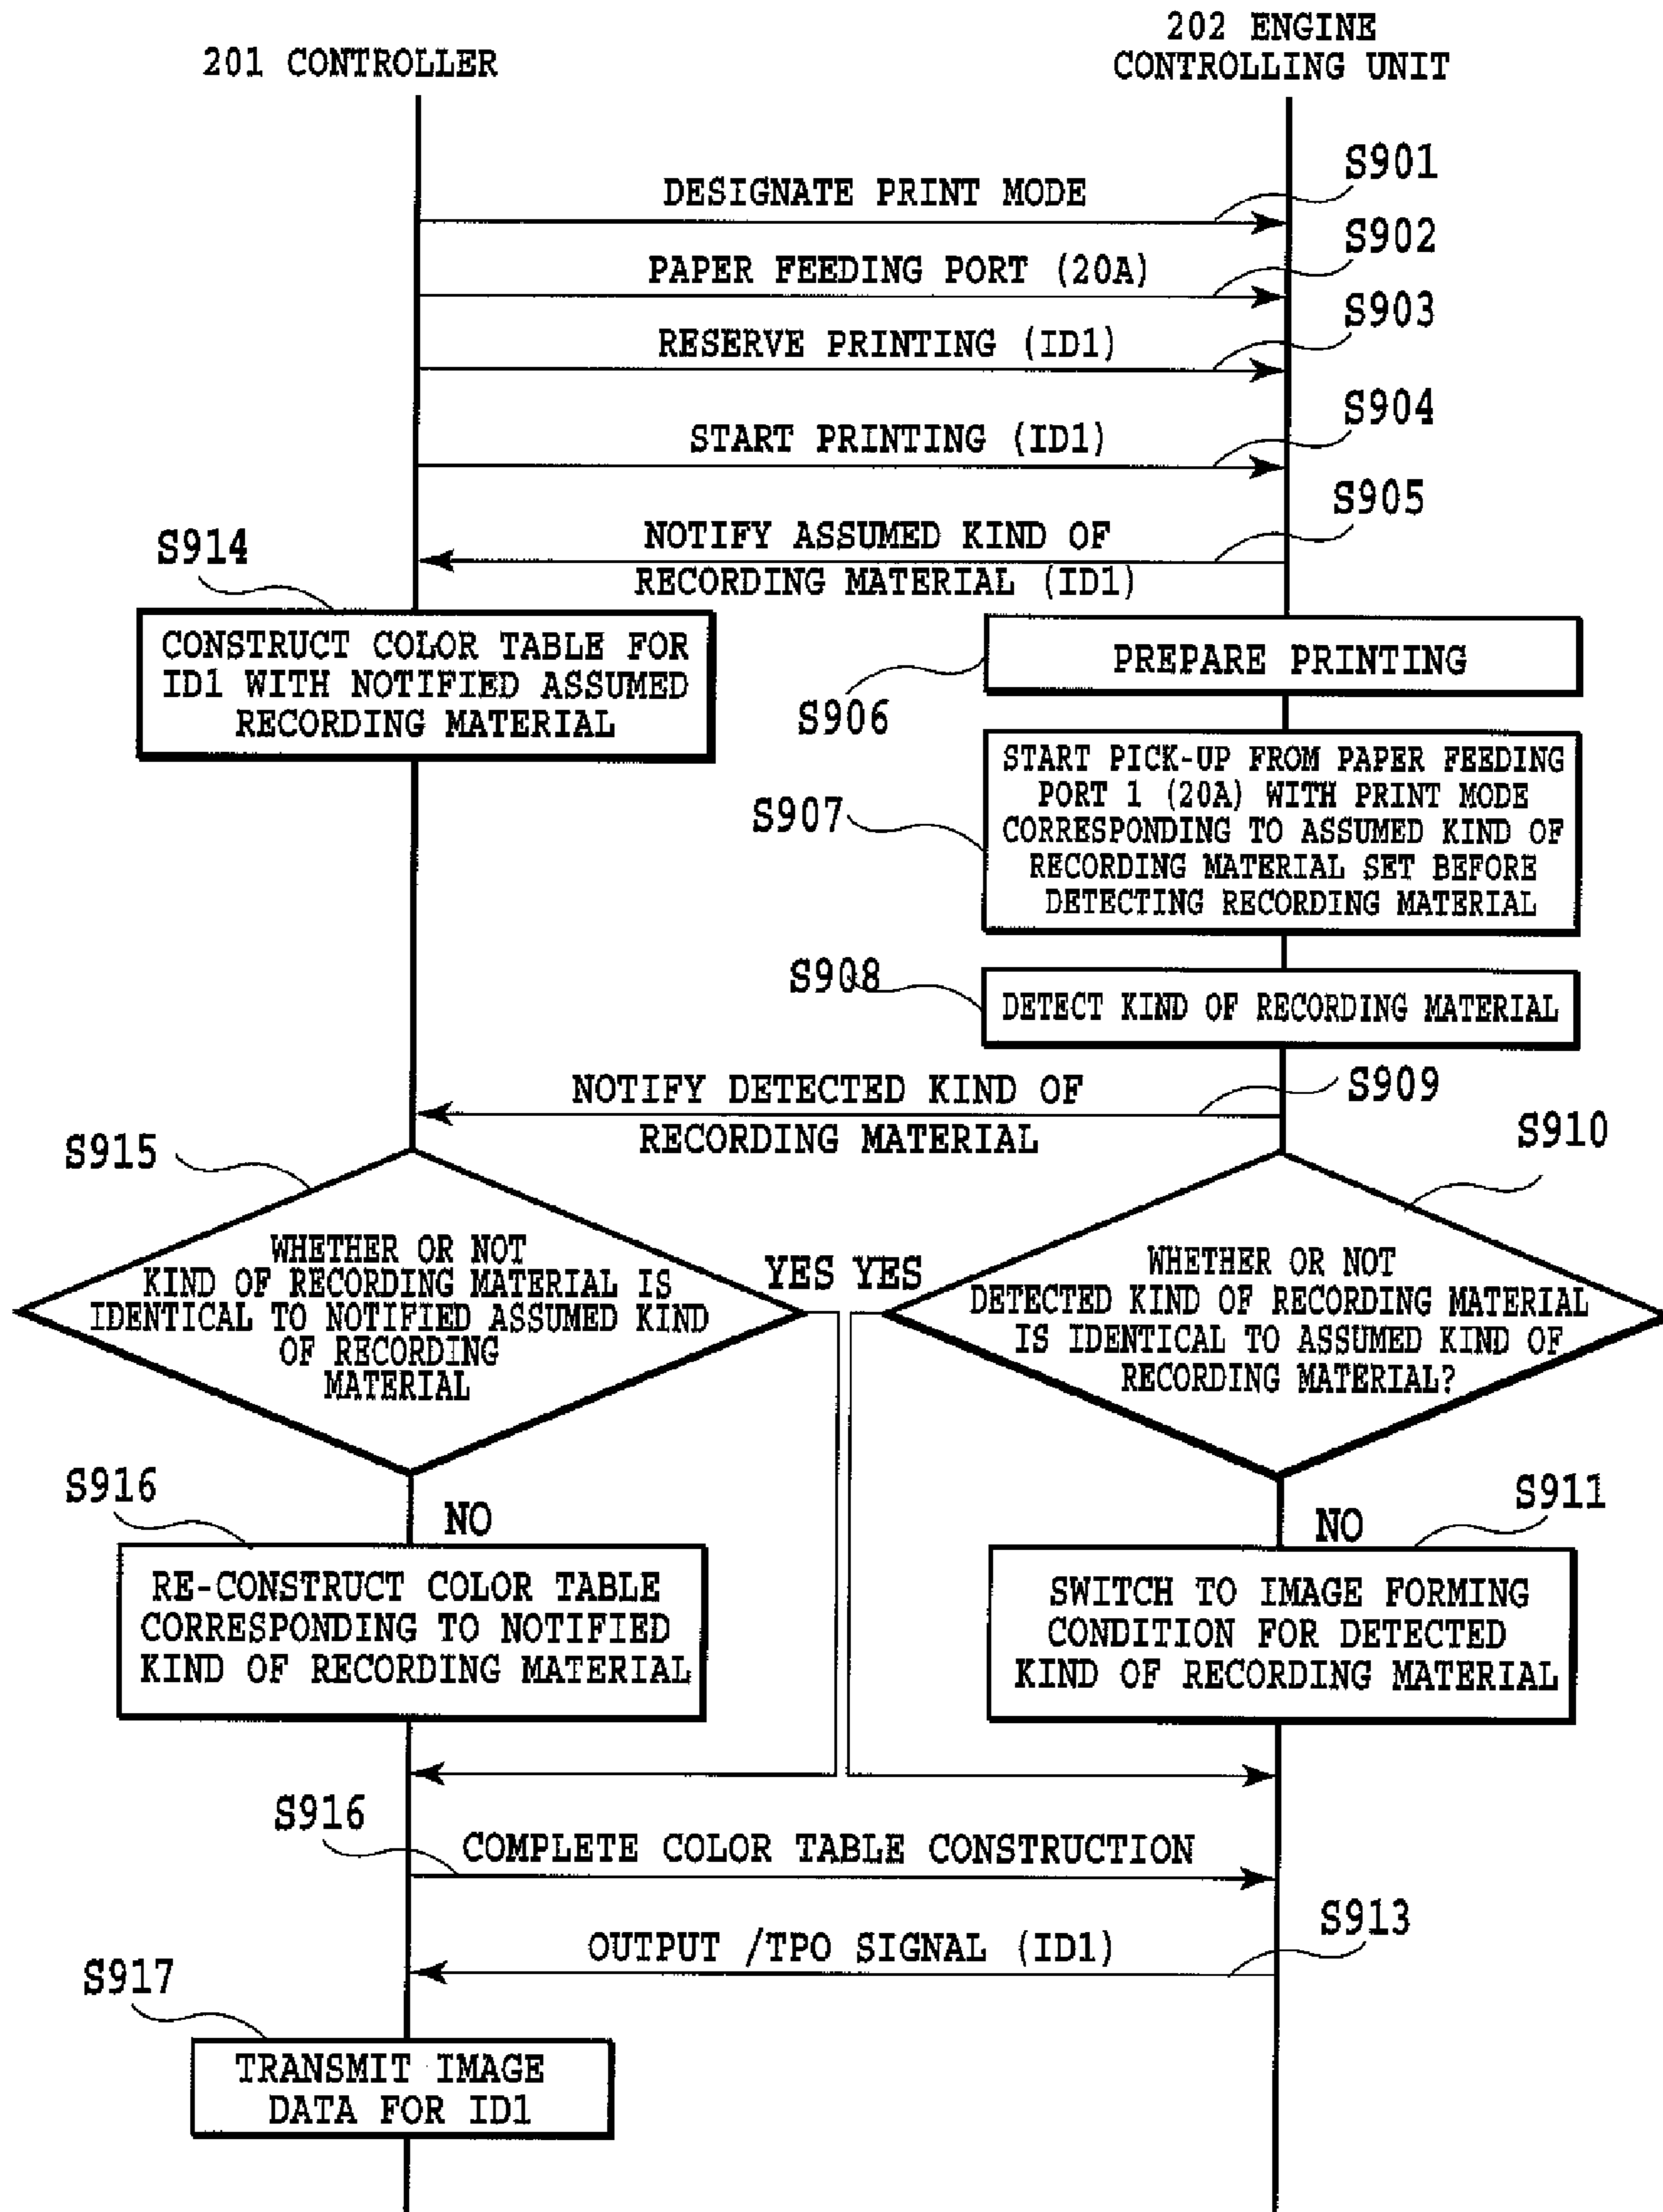 201 CONTROLLER
202 ENGINE
CONTROLLING UNIT
DESIGNATE PRINT MODE
S901
PAPER FEEDING PORT (20A)
S902
RESERVE PRINTING (ID1)
S903
START PRINTING (ID1)
S904
NOTIFY ASSUMED KIND OF
RECORDING MATERIAL (ID1)
S905
S914
CONSTRUCT COLOR TABLE FOR
ID1 WITH NOTIFIED ASSUMED
RECORDING MATERIAL
PREPARE PRINTING
S906
START PICK-UP FROM PAPER FEEDING
PORT 1 (20A) WITH PRINT MODE
CORRESPONDING TO ASSUMED KIND OF
RECORDING MATERIAL SET BEFORE
DETECTING RECORDING MATERIAL
S907
S908
DETECT KIND OF RECORDING MATERIAL
NOTIFY DETECTED KIND OF
RECORDING MATERIAL
S909
S915
WHETHER OR NOT
KIND OF RECORDING MATERIAL IS
IDENTICAL TO NOTIFIED ASSUMED KIND
OF RECORDING
MATERIAL
YES YES
S910
WHETHER OR NOT
DETECTED KIND OF RECORDING MATERIAL
IS IDENTICAL TO ASSUMED KIND OF
RECORDING MATERIAL?
S916
NO
RE-CONSTRUCT COLOR TABLE
CORRESPONDING TO NOTIFIED
KIND OF RECORDING MATERIAL
NO
S911
SWITCH TO IMAGE FORMING
CONDITION FOR DETECTED
KIND OF RECORDING MATERIAL
S916
COMPLETE COLOR TABLE CONSTRUCTION
OUTPUT /TPO SIGNAL (ID1)
S913
S917
TRANSMIT IMAGE
DATA FOR ID1